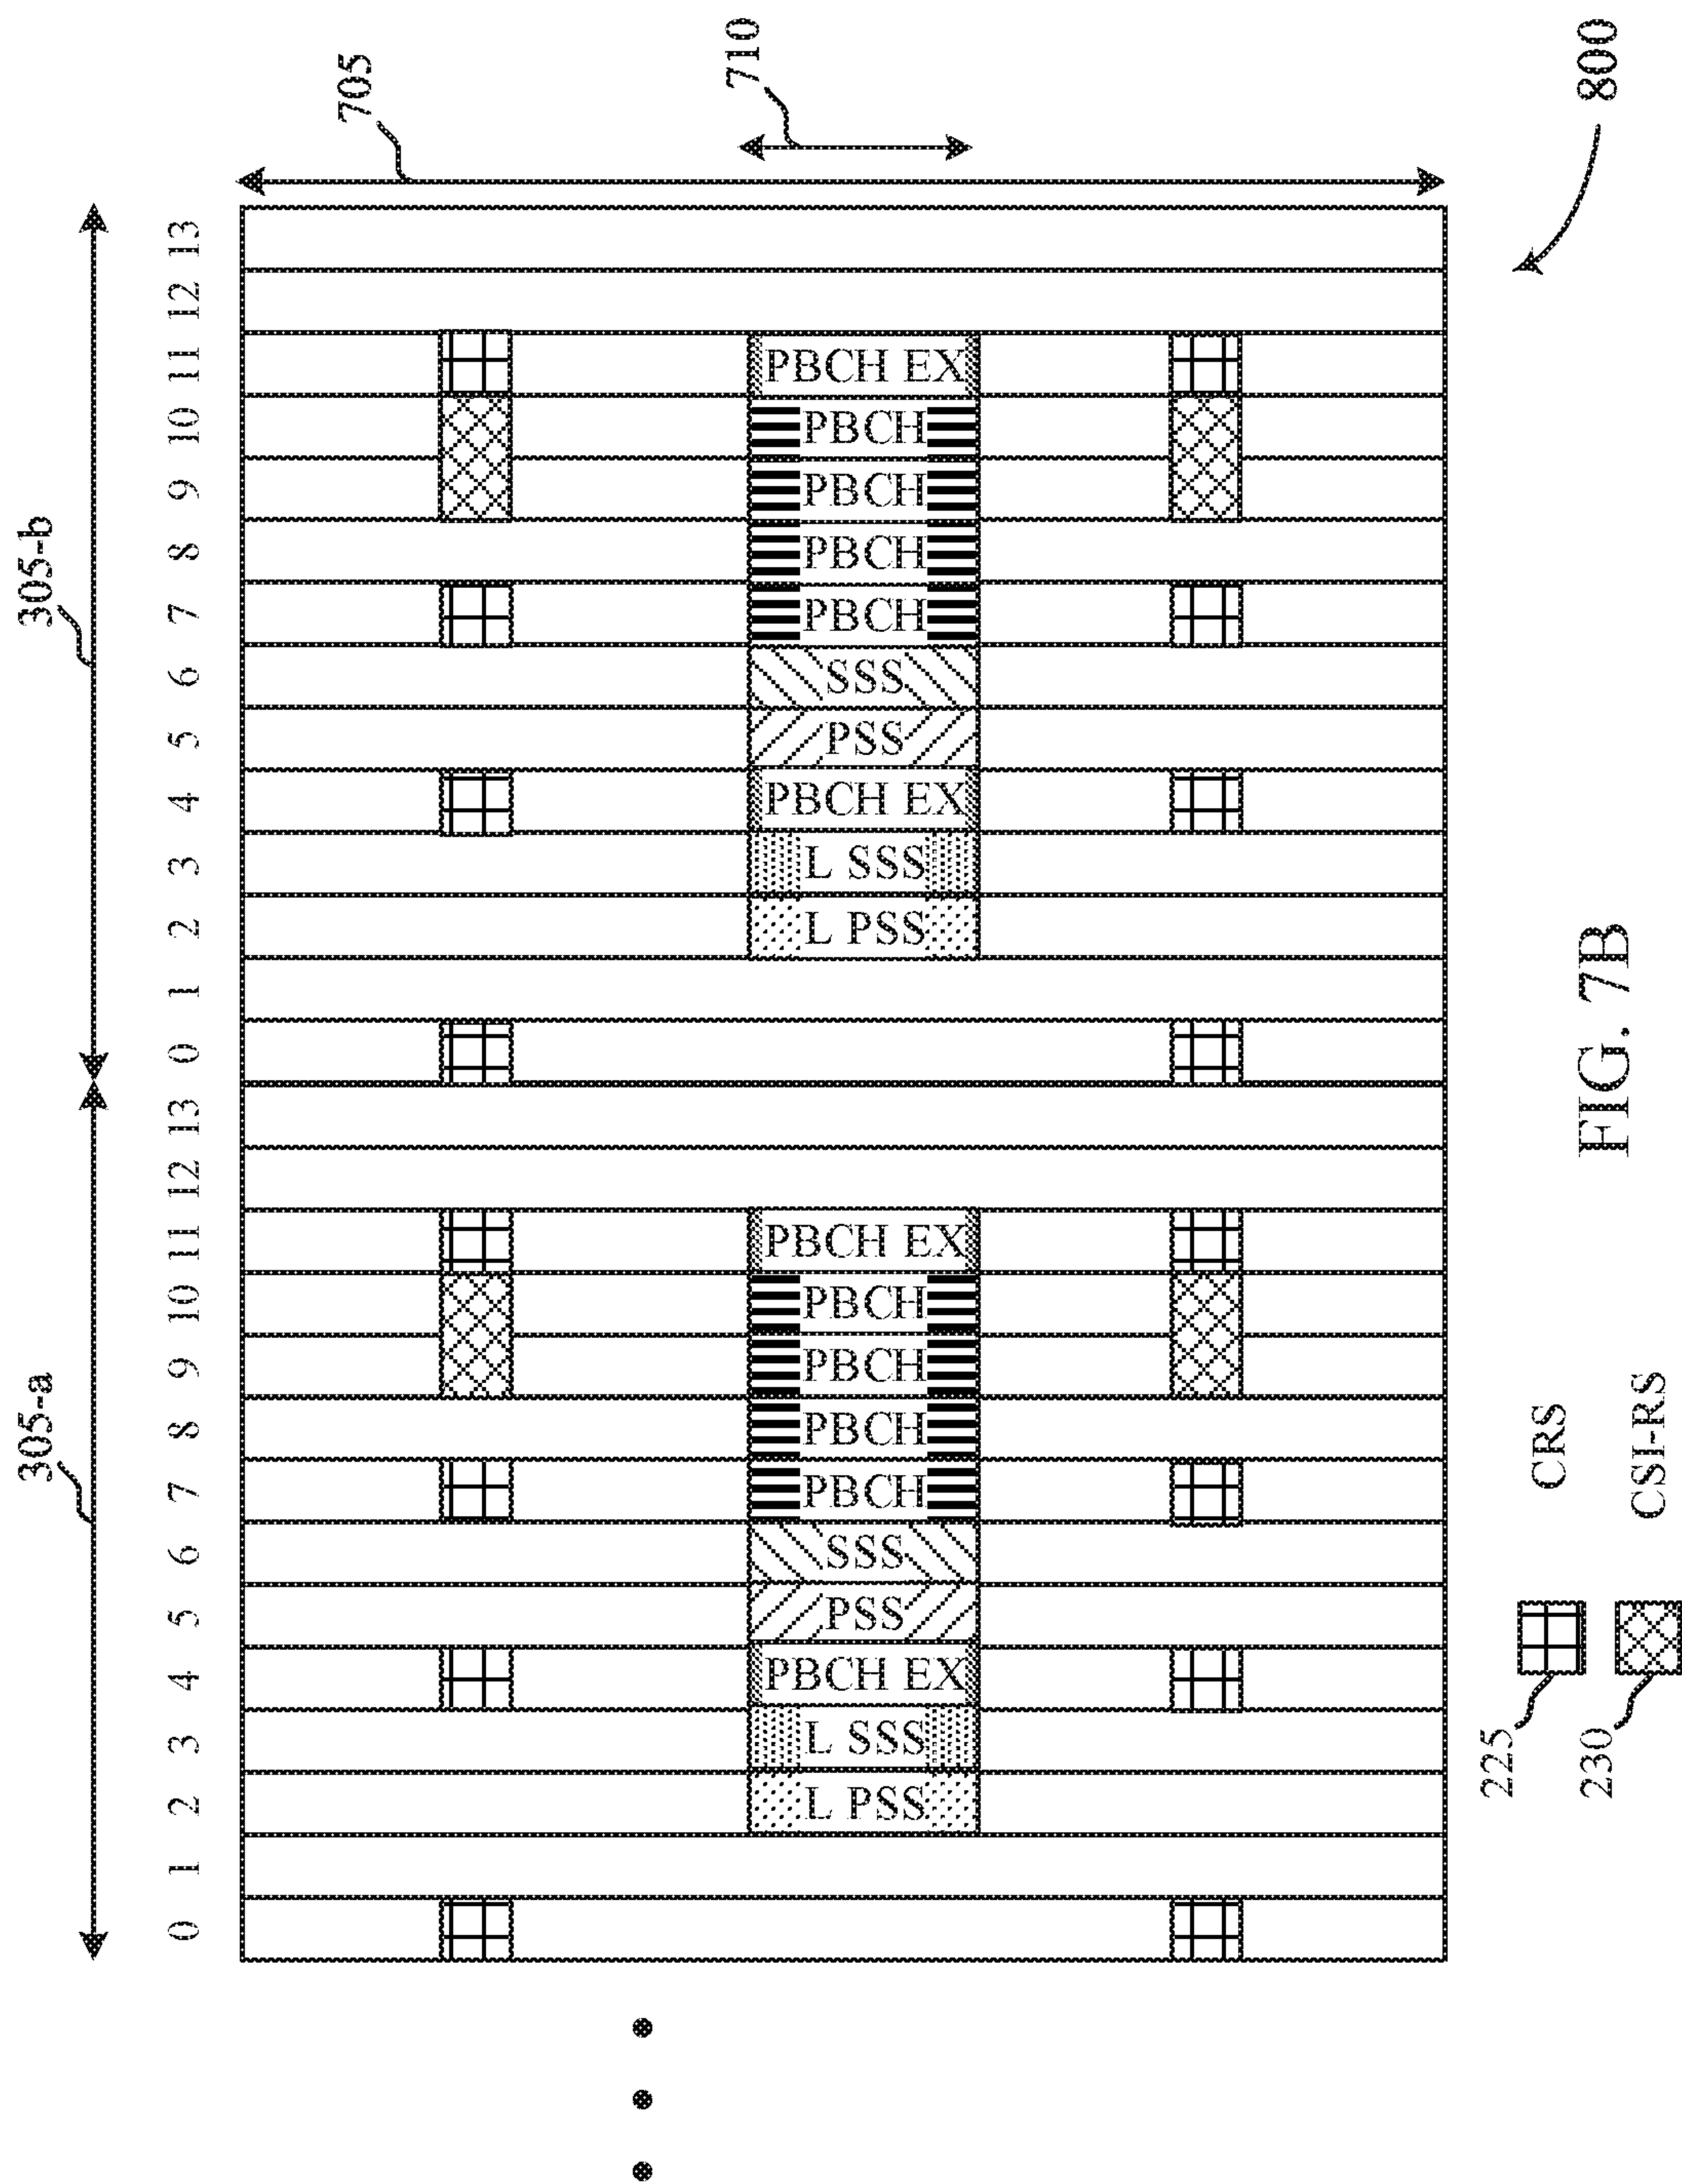 305-a
305-b
0 1 2 3 4 5 6 7 8 9 10 11 12 13 0 1 2 3 4 5 6 7 8 9 10 11 12 13
705
710
L PSS
L SSS
PBCH EX
PSS
SSS
PBCH
PBCH
PBCH
PBCH
PBCH EX
L PSS
L SSS
PBCH EX
PSS
SSS
PBCH
PBCH
PBCH
PBCH
PBCH EX
225 CRS
230 CSI-RS
800
FIG. 7B